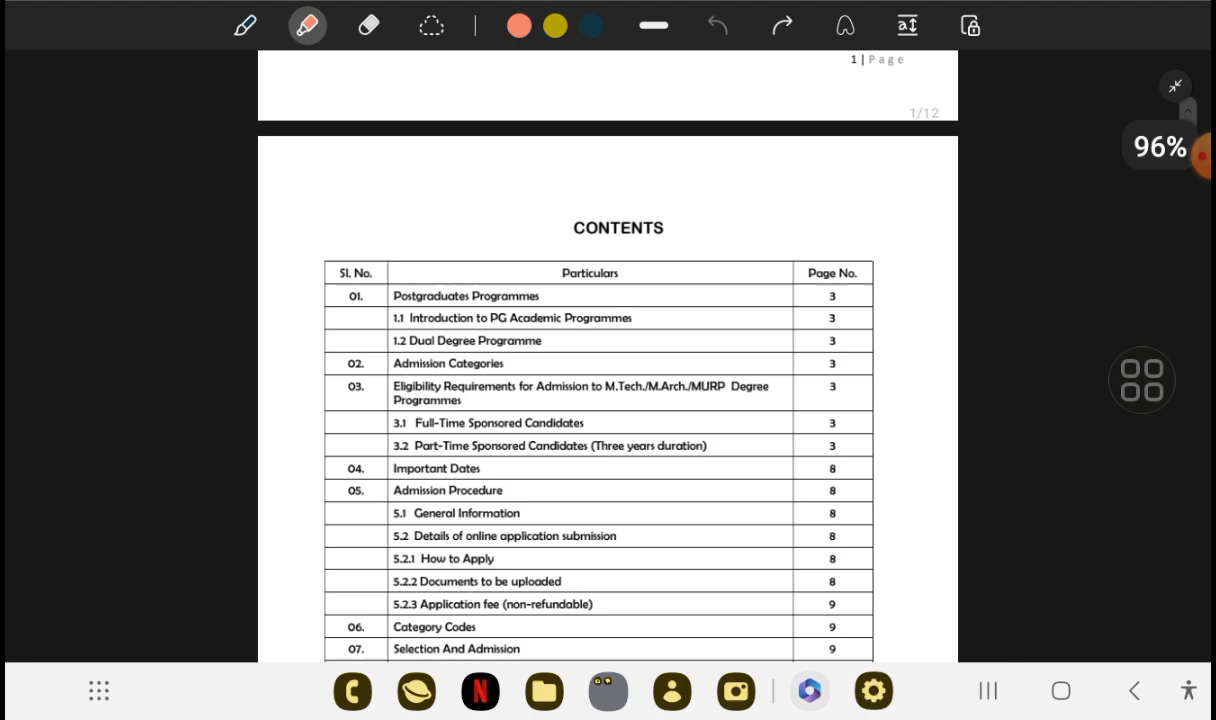 1 | Page
1/12
96%
CONTENTS
Sl. No. Particulars Page No.
01. Postgraduates Programmes 3
1.1 Introduction to PG Academic Programmes 3
1.2 Dual Degree Programme 3
02. Admission Categories 3
03. Eligibility Requirements for Admission to M.Tech./M.Arch./MURP Degree 3
Programmes
3.1 Full-Time Sponsored Candidates 3
3.2 Part-Time Sponsored Candidates (Three years duration) 3
04. Important Dates 8
05. Admission Procedure 8
5.1 General Information 8
5.2 Details of online application submission 8
5.2.1 How to Apply 8
5.2.2 Documents to be uploaded 8
5.2.3 Application fee (non-refundable) 9
06. Category Codes 9
07. Selection And Admission 9